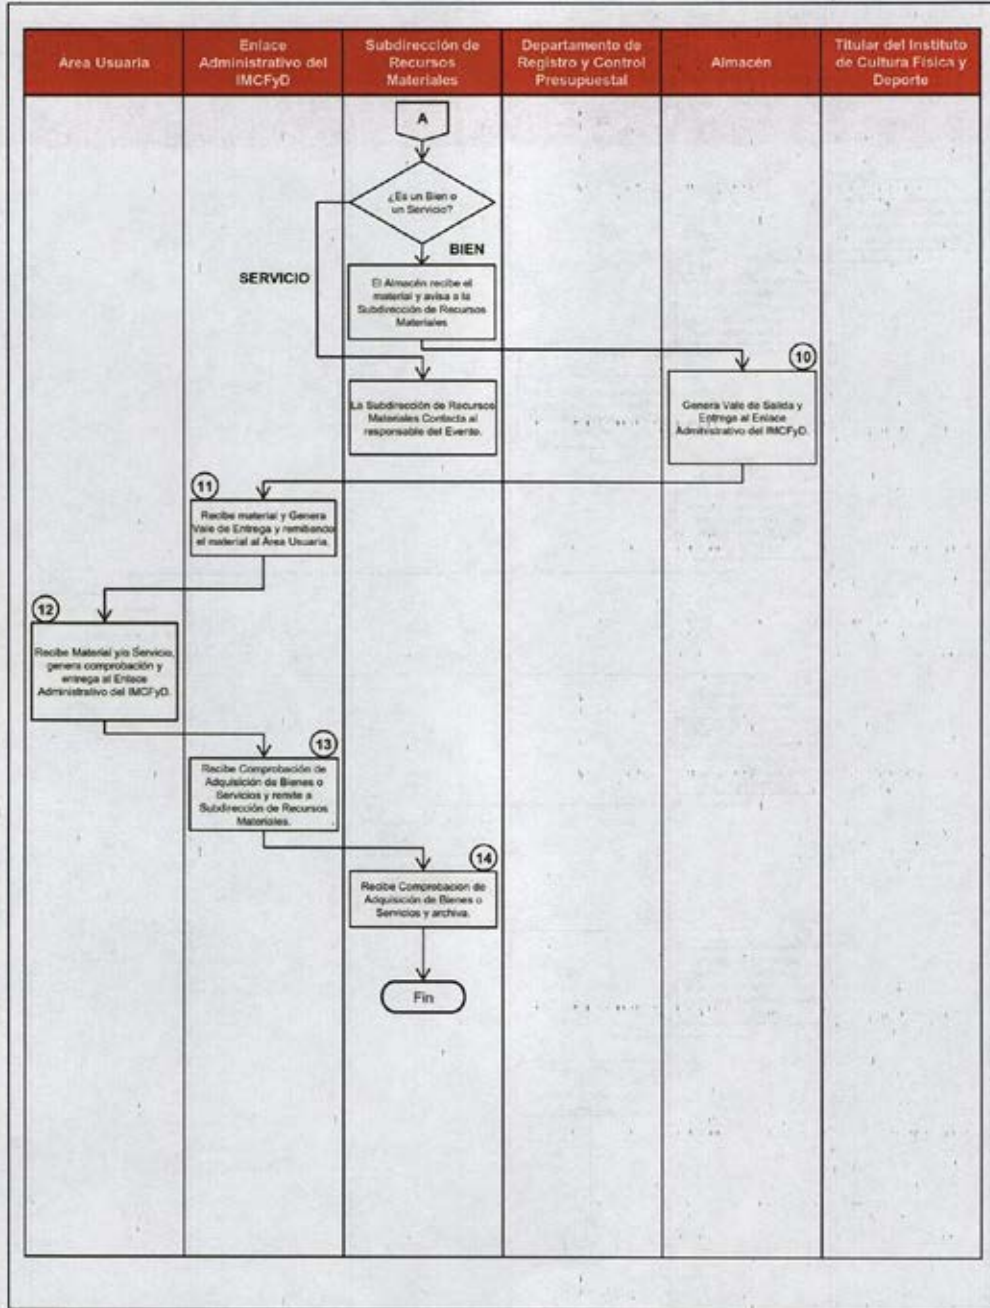 Área Usuaria
Enlace
Administrativo del
IMCFyD
Subdirección de
Recursos
Materiales
Departamento de
Registro y Control
Presupuestal
Almacén
Titular del Instituto
de Cultura Física y
Deporte
A
¿Es un Bien o
un Servicio?
BIEN
SERVICIO
El Almacén recibe el
material y avisa a la
Subdirección de Recursos
Materiales
10
La Subdirección de Recursos
Materiales Contacta al
responsable del Evento.
Genera Vale de Salida y
Entrega al Enlace
Administrativo del IMCFyD.
11
Recibe material y Genera
Vale de Entrega y remitiendo
el material al Área Usuaria.
12
Recibe Material y/o Servicio,
genera comprobación y
entrega al Enlace
Administrativo del IMCFyD.
13
Recibe Comprobación de
Adquisición de Bienes o
Servicios y remite a
Subdirección de Recursos
Materiales.
14
Recibe Comprobación de
Adquisición de Bienes o
Servicios y archiva.
Fin